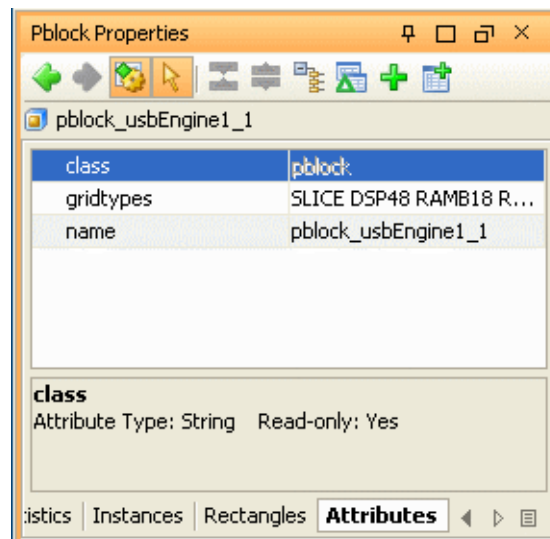 Pblock Properties
pblock_usbEngine1_1
class pblock
gridtypes SLICE DSP48 RAMB18 R...
name pblock_usbEngine1_1
class
Attribute Type: String Read-only: Yes
:istics Instances Rectangles Attributes